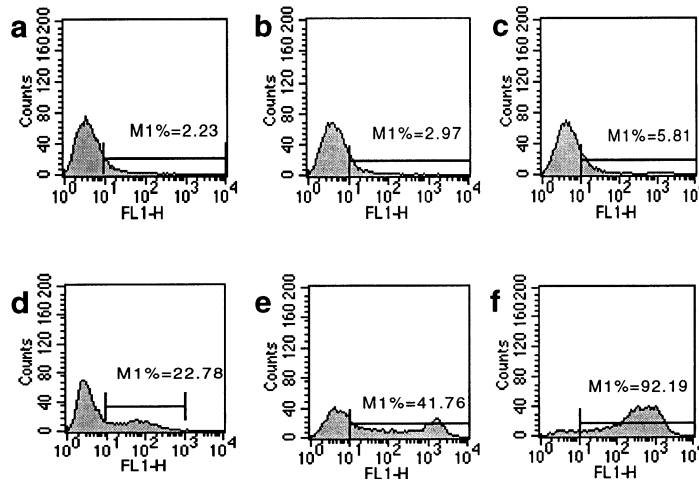 a
200
160
120
80
40
0
Counts
M1%=2.23
10^0 10^1 10^2 10^3 10^4
FL1-H
b
200
160
120
80
40
0
Counts
M1%=2.97
10^0 10^1 10^2 10^3 10^4
FL1-H
c
200
160
120
80
40
0
Counts
M1%=5.81
10^0 10^1 10^2 10^3 10
FL1-H
d
200
160
120
80
40
0
Counts
M1%=22.78
10^0 10^1 10^2 10^3 10^4
FL1-H
e
200
160
120
80
40
0
Counts
M1%=41.76
10^0 10^1 10^2 10^3 10^4
FL1-H
f
200
160
120
80
40
0
Counts
M1%=92.19
10^0 10^1 10^2 10^3 10
FL1-H